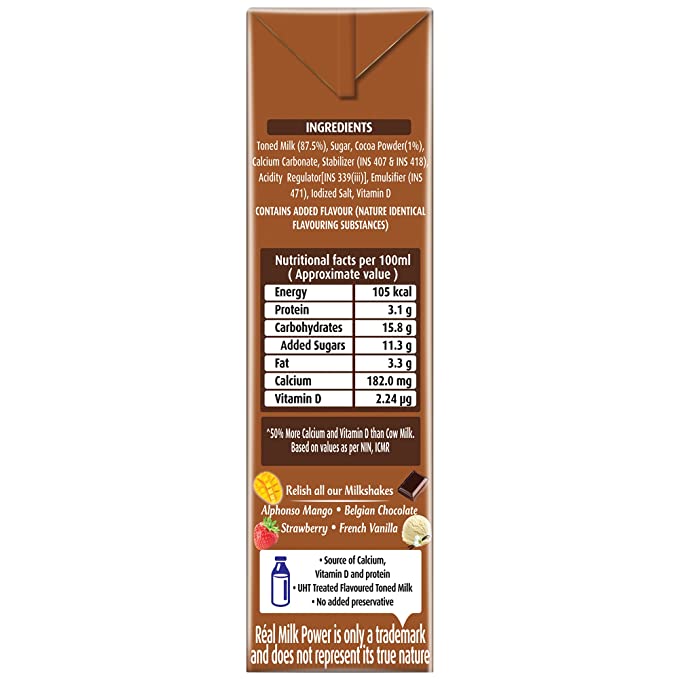 INGREDIENTS
Toned Milk (87.5%), Sugar, Cocoa Powder(1%),
Calcium Carbonate, Stabilizer (INS 407 & INS 418),
Acidity Regulator[INS 339(iii)], Emulsifier (INS
471), Iodized Salt, Vitamin D
CONTAINS ADDED FLAVOUR (NATURE IDENTICAL
FLAVOURING SUBSTANCES)
Nutritional facts per 100ml
( Approximate value )
Energy 105 kcal
Protein 3.1 g
Carbohydrates 15.8 g
Added Sugars 11.3 g
Fat 3.3 g
Calcium 182.0 mg
Vitamin D 2.24 µg
^50% More Calcium and Vitamin D than Cow Milk.
Based on values as per NIN, ICMR
Relish all our Milkshakes
Alphonso Mango • Belgian Chocolate
Strawberry • French Vanilla
• Source of Calcium,
Vitamin D and protein
• UHT Treated Flavoured Toned Milk
• No added preservative
Réal Milk Power is only a trademark
and does not represent its true nature